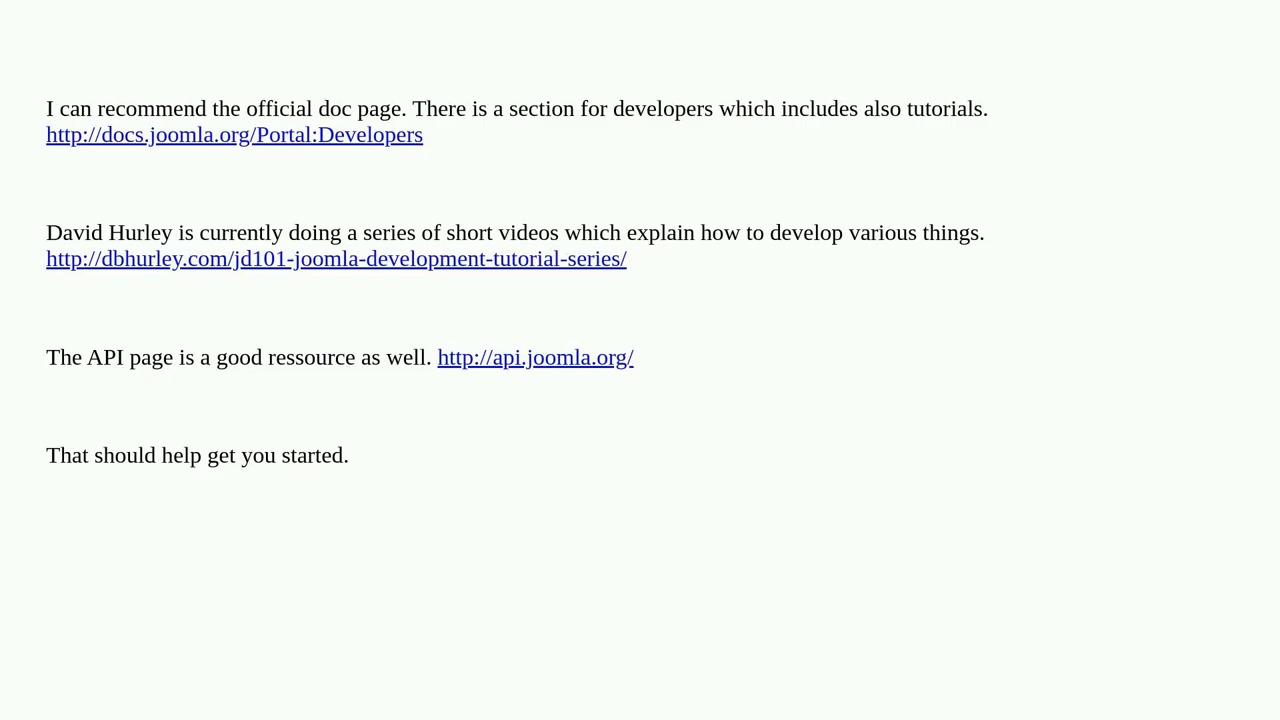 I can recommend the official doc page. There is a section for developers which includes also tutorials.
http://docs.joomla.org/Portal:Developers
David Hurley is currently doing a series of short videos which explain how to develop various things.
http://dbhurley.com/jd101-joomla-development-tutorial-series/
The API page is a good ressource as well. http://api.joomla.org/
That should help get you started.